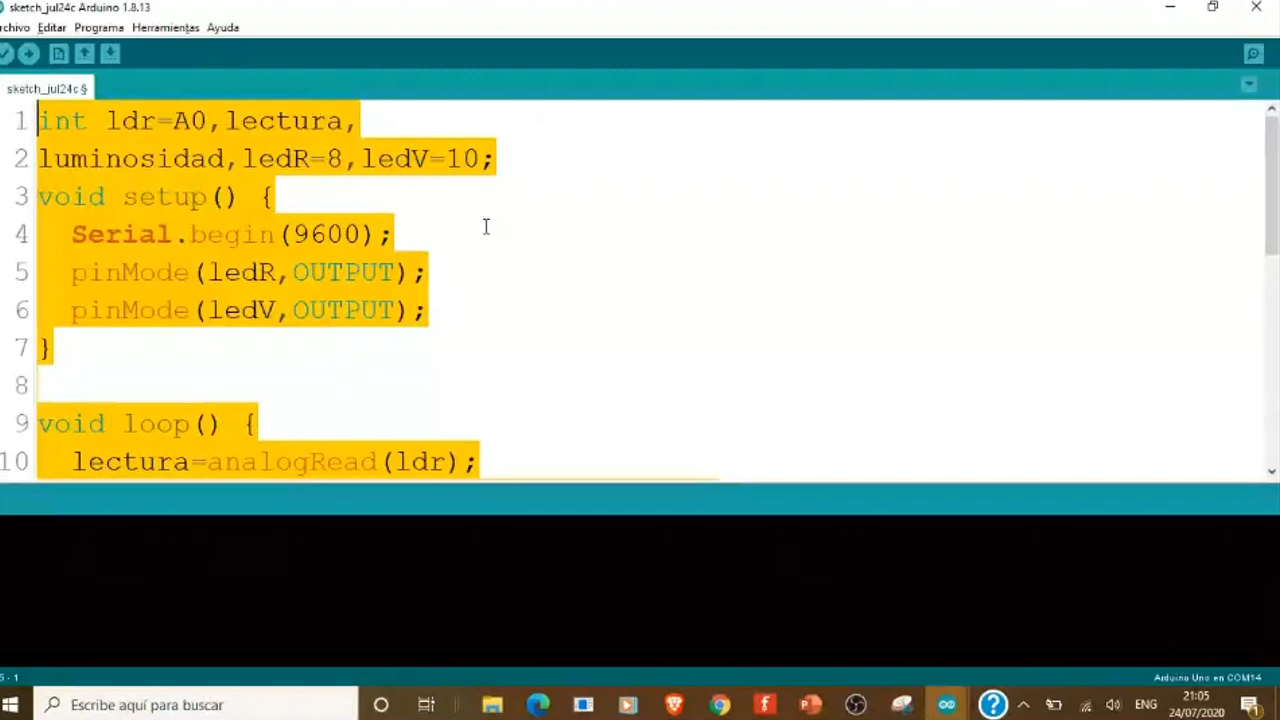 sketch_jul24c Arduino 1.8.13
rchivo Editar Programa Herramientas Ayuda
sketch_jul24c §
1 int ldr=A0,lectura,
2 luminosidad,ledR=8,ledV=10;
3 void setup() {
4 Serial.begin(9600);
5 pinMode(ledR,OUTPUT);
6 pinMode(ledV,OUTPUT);
7 }
8
9 void loop() {
10 lectura=analogRead(ldr);
5 - 1
Arduino Uno en COM14
Escribe aquí para buscar
ENG
21:05
24/07/2020